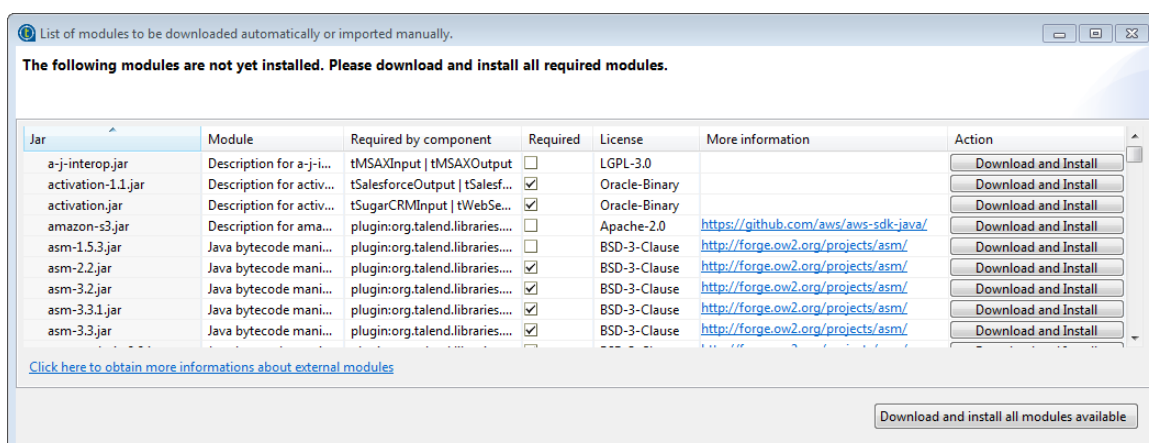 List of modules to be downloaded automatically or imported manually.
The following modules are not yet installed. Please download and install all required modules.
Jar Module Required by component Required License More information Action
a-j-interop.jar Description for a-j-i... tMSAXInput | tMSAXOutput LGPL-3.0 Download and Install
activation-1.1.jar Description for activ... tSalesforceOutput | tSalesf... Oracle-Binary Download and Install
activation.jar Description for activ... tSugarCRMInput | tWebSe... Oracle-Binary Download and Install
amazon-s3.jar Description for ama... plugin:org.talend.libraries.... Apache-2.0 https://github.com/aws/aws-sdk-java/ Download and Install
asm-1.5.3.jar Java bytecode mani... plugin:org.talend.libraries.... BSD-3-Clause http://forge.ow2.org/projects/asm/ Download and Install
asm-2.2.jar Java bytecode mani... plugin:org.talend.libraries.... BSD-3-Clause http://forge.ow2.org/projects/asm/ Download and Install
asm-3.2.jar Java bytecode mani... plugin:org.talend.libraries.... BSD-3-Clause http://forge.ow2.org/projects/asm/ Download and Install
asm-3.3.1.jar Java bytecode mani... plugin:org.talend.libraries.... BSD-3-Clause http://forge.ow2.org/projects/asm/ Download and Install
asm-3.3.jar Java bytecode mani... plugin:org.talend.libraries.... BSD-3-Clause http://forge.ow2.org/projects/asm/ Download and Install
Click here to obtain more informations about external modules
Download and install all modules available